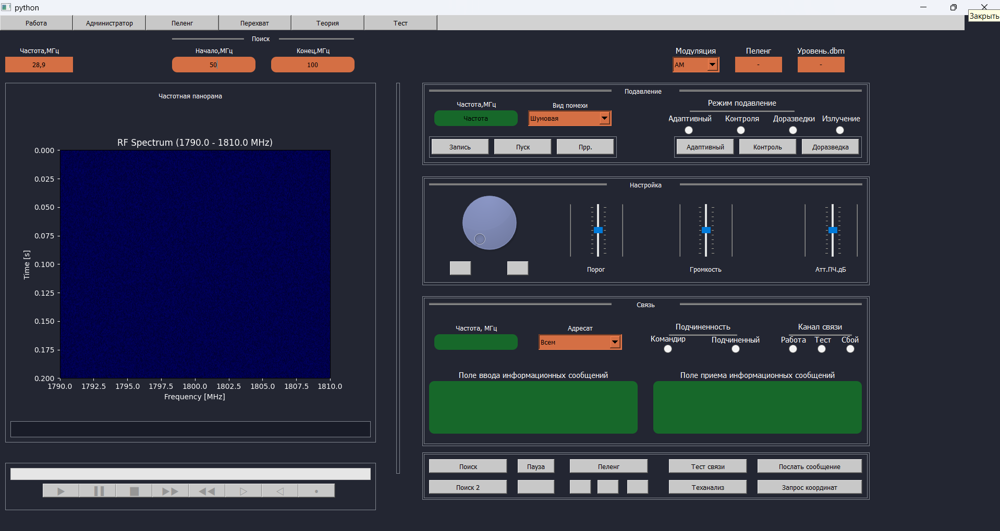 python
Закрыть
Работа Администратор Пеленг Перехват Теория Тест
Поиск
Частота,МГц Начало,МГц Конец,МГц Модуляция Пеленг Уровень.dbm
28,9 50 100 AM - -
Частотная панорама
RF Spectrum (1790.0 - 1810.0 MHz)
0.000
0.025
0.050
0.075
0.100
0.125
0.150
0.175
0.200
Time [s]
1790.0 1792.5 1795.0 1797.5 1800.0 1802.5 1805.0 1807.5 1810.0
Frequency [MHz]
Подавление
Частота,МГц Вид помехи Режим подавление
Частота Шумовая Адаптивный Контроля Доразведки Излучение
Запись Пуск Прр. Адаптивный Контроль Доразведка
Настройка
Порог Громкость Атт.ПЧ.дБ
Связь
Частота, МГц Адресат Подчиненность Канал связи
Всем Командир Подчиненный Работа Тест Сбой
Поле ввода информационных сообщений Поле приема информационных сообщений
Поиск Пауза Пеленг Тест связи Послать сообщение
Поиск 2 Теханализ Запрос координат